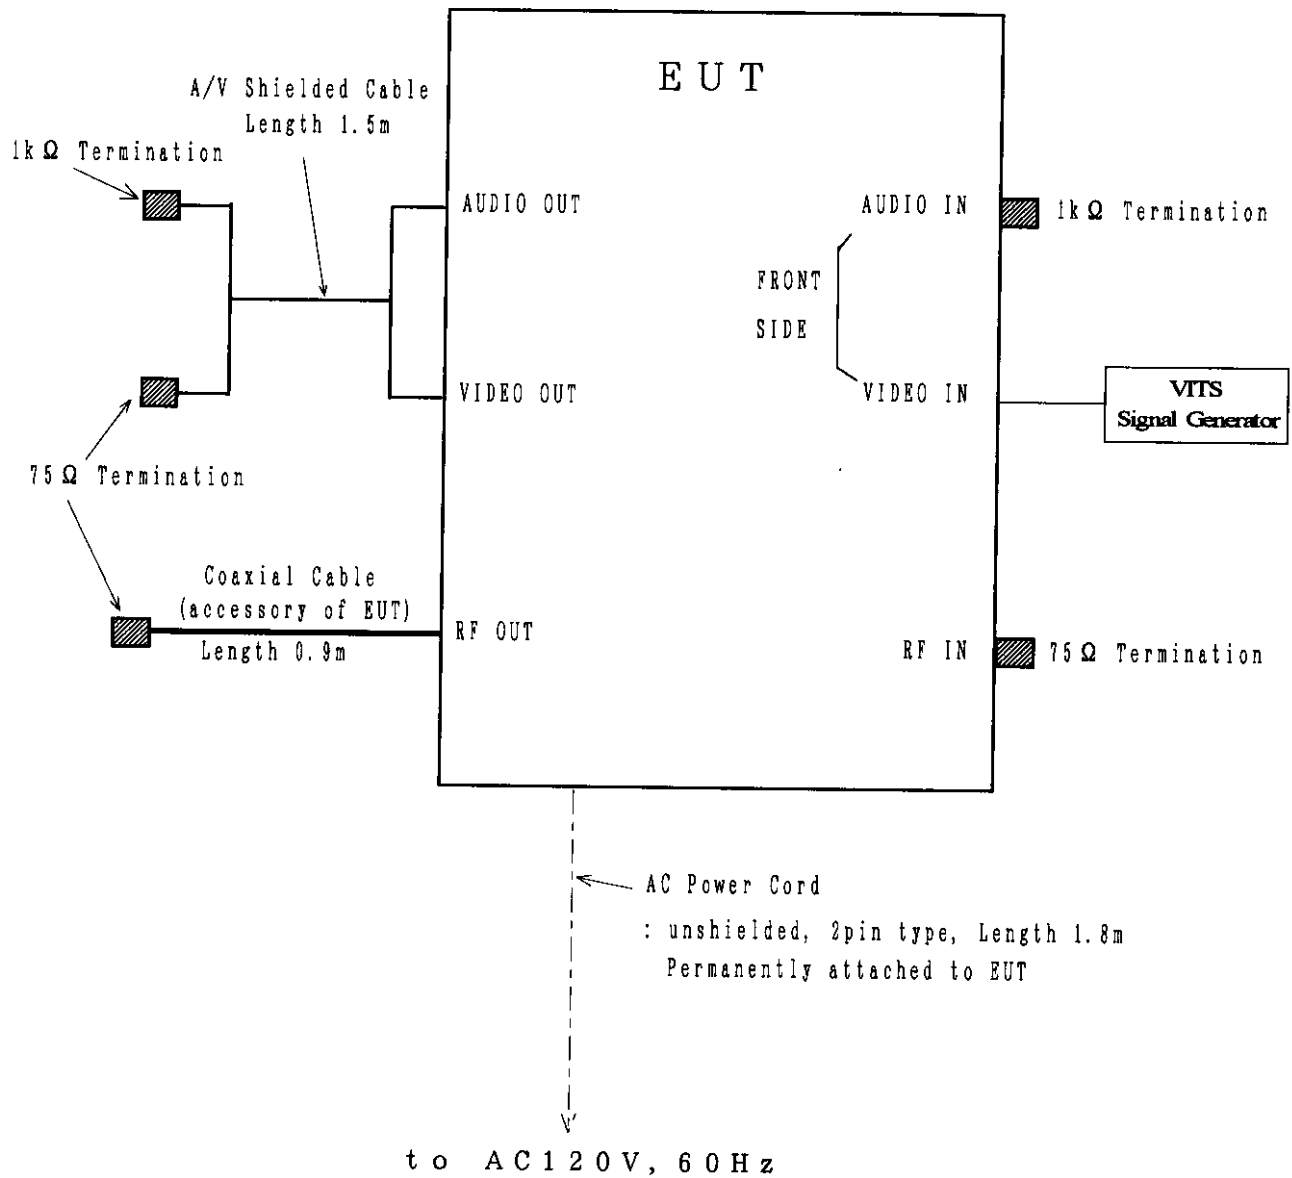 EUT
A/V Shielded Cable
Length 1.5m
1kΩ Termination
AUDIO OUT
AUDIO IN
1kΩ Termination
FRONT
SIDE
VIDEO OUT
VIDEO IN
VITS
Signal Generator
75Ω Termination
Coaxial Cable
(accessory of EUT)
Length 0.9m
RF OUT
RF IN
75Ω Termination
AC Power Cord
: unshielded, 2pin type, Length 1.8m
Permanently attached to EUT
to AC120V, 60Hz